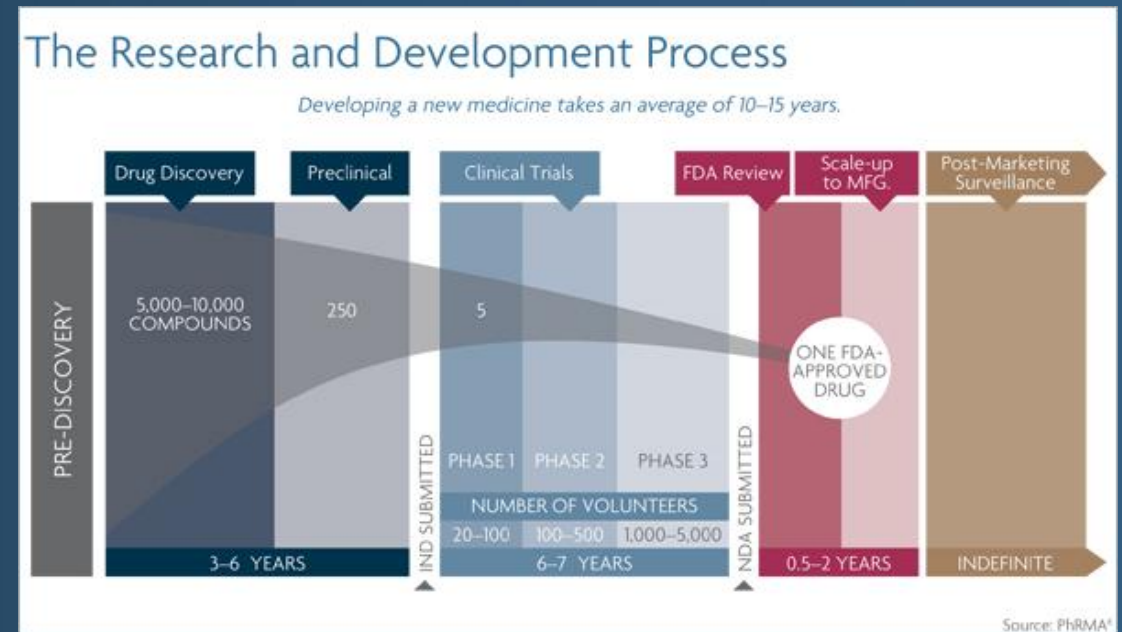 The Research and Development Process
Developing a new medicine takes an average of 10–15 years.
Drug Discovery
Preclinical
Clinical Trials
FDA Review
Scale-up
to MFG.
Post-Marketing
Surveillance
PRE-DISCOVERY
5,000–10,000
COMPOUNDS
250
5
ONE FDA-
APPROVED
DRUG
IND SUBMITTED
PHASE 1
PHASE 2
PHASE 3
NUMBER OF VOLUNTEERS
20–100
100–500
1,000–5,000
NDA SUBMITTED
3–6 YEARS
6–7 YEARS
0.5–2 YEARS
INDEFINITE
Source: PhRMA